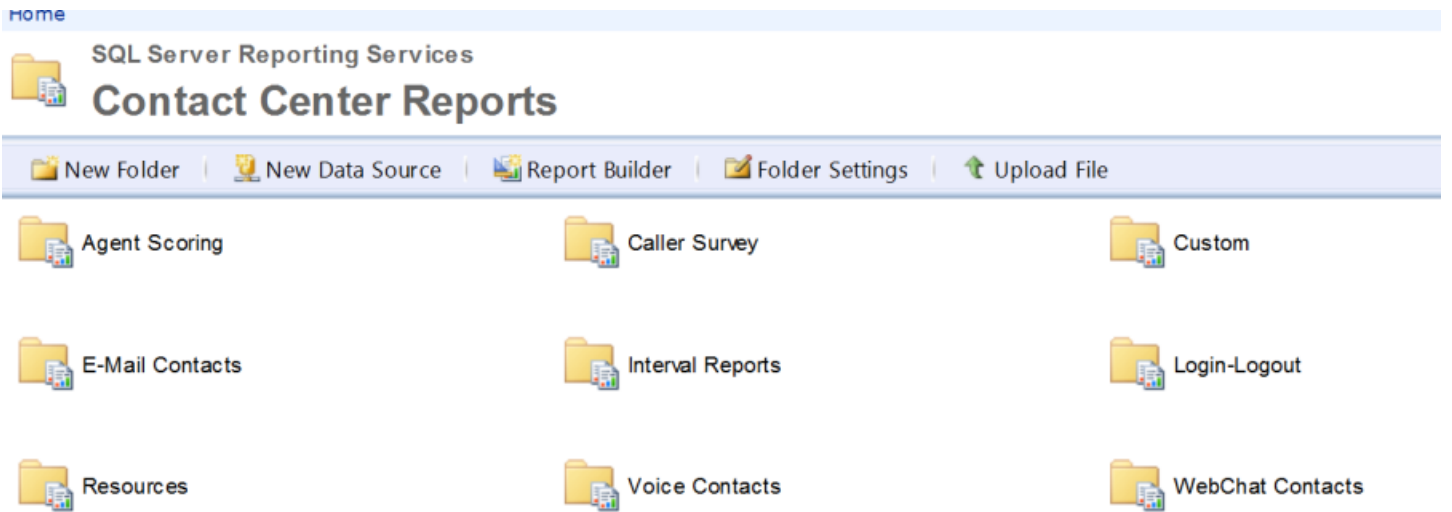 Home
SQL Server Reporting Services
Contact Center Reports
New Folder New Data Source Report Builder Folder Settings Upload File
Agent Scoring Caller Survey Custom
E-Mail Contacts Interval Reports Login-Logout
Resources Voice Contacts WebChat Contacts